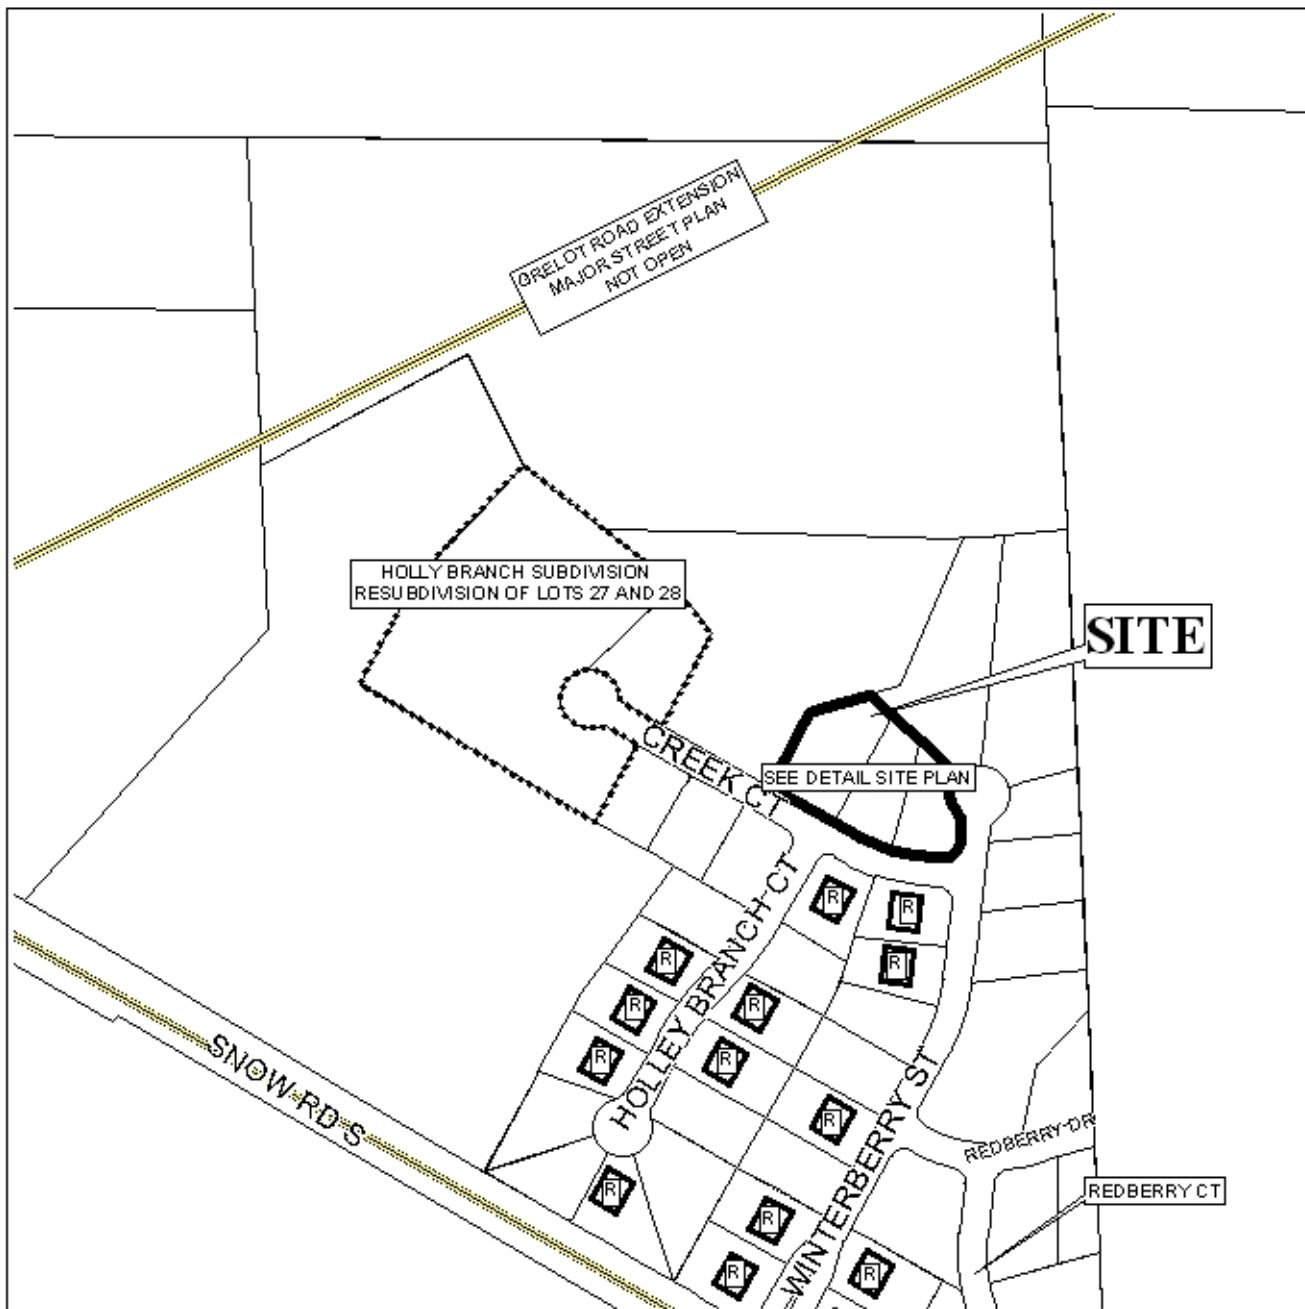 GRELOT ROAD EXTENSION
MAJOR STREET PLAN
NOT OPEN
HOLLY BRANCH SUBDIVISION
RESUBDIVISION OF LOTS 27 AND 28
SITE
CREEK CT
SEE DETAIL SITE PLAN
HOLLEY BRANCH CT
R
R
R
R
R
R
R
R
SNOW RD S
R
WINTERBERRY ST
REDBERRY DR
R
REDBERRY CT
R
R
R